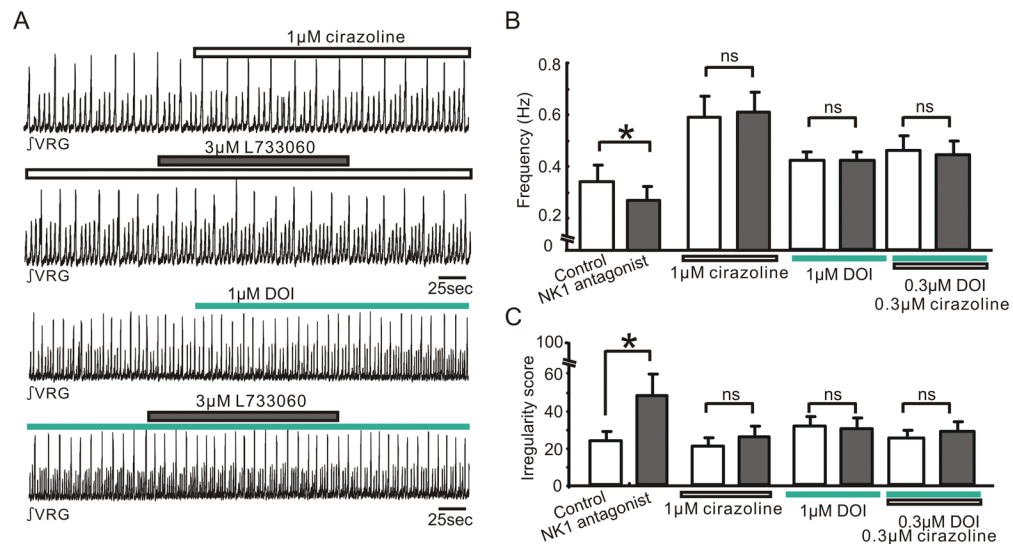 A
1µM cirazoline
∫VRG
3µM L733060
∫VRG
25sec
1µM DOI
∫VRG
3µM L733060
∫VRG
25sec
B
Frequency (Hz)
0.8
0.6
0.4
0.2
0
*
ns
ns
ns
Control
NK1 antagonist
1µM cirazoline
1µM DOI
0.3µM DOI
0.3µM cirazoline
C
Irregularity score
100
60
40
20
0
*
ns
ns
ns
Control
NK1 antagonist
1µM cirazoline
1µM DOI
0.3µM DOI
0.3µM cirazoline